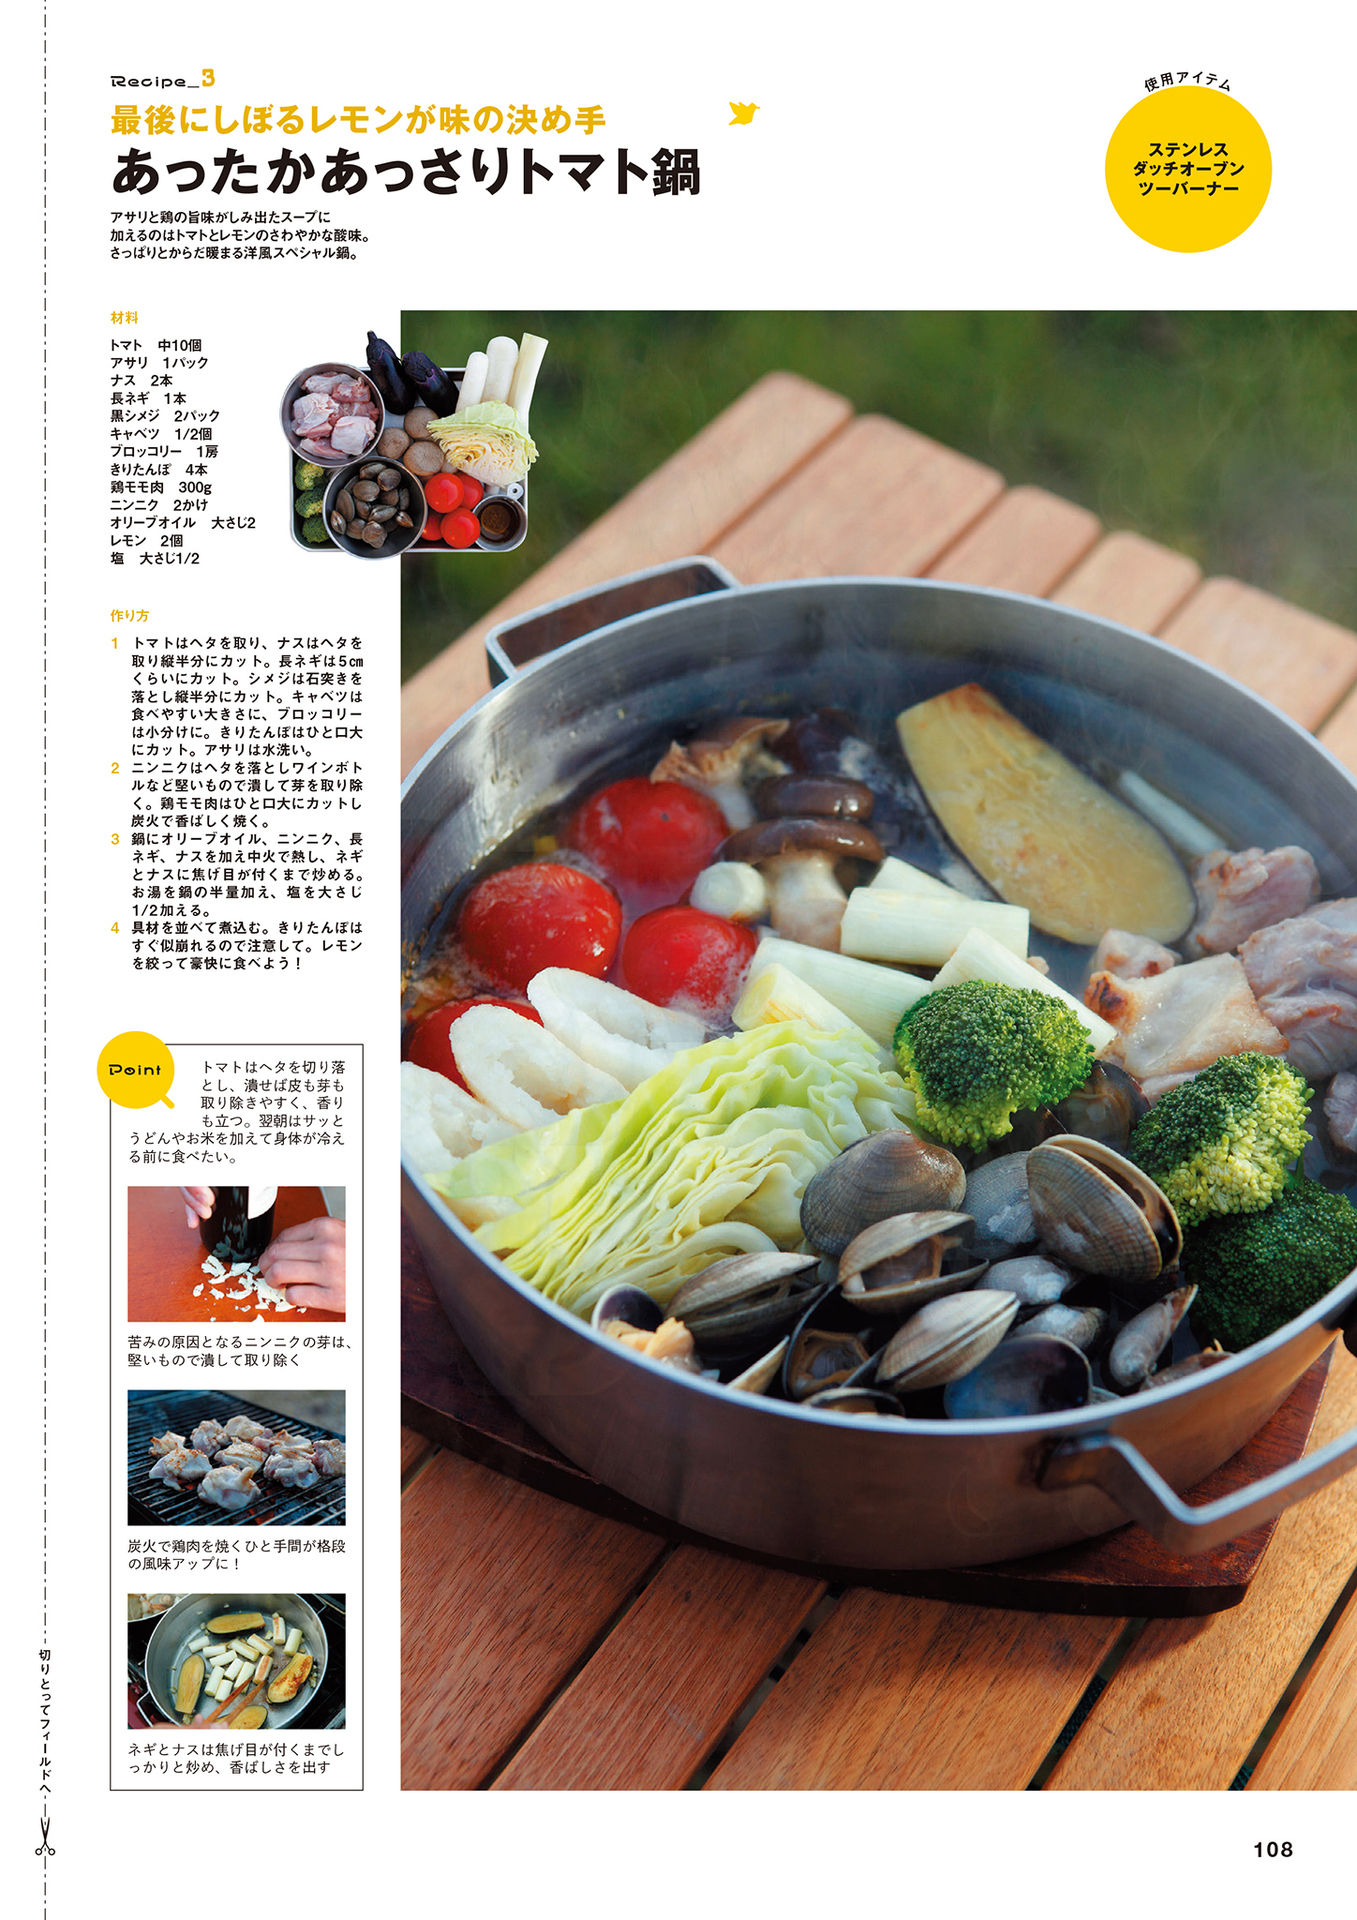 Recipe_3
最後にしぼるレモンが味の決め手
あったかあっさりトマト鍋
アサリと鶏の旨味がしみ出たスープに
加えるのはトマトとレモンのさわやかな酸味。
さっぱりとからだ暖まる洋風スペシャル鍋。
使用アイテム
ステンレス
ダッチオーブン
ツーバーナー
材料
トマト　中10個
アサリ　1パック
ナス　2本
長ネギ　1本
黒シメジ　2パック
キャベツ　1/2個
ブロッコリー　1房
きりたんぽ　4本
鶏モモ肉　300g
ニンニク　2かけ
オリーブオイル　大さじ2
レモン　2個
塩　大さじ1/2
作り方
1 トマトはヘタを取り、ナスはヘタを
取り縦半分にカット。長ネギは5㎝
くらいにカット。シメジは石突きを
落とし縦半分にカット。キャベツは
食べやすい大きさに、ブロッコリー
は小分けに。きりたんぽはひと口大
にカット。アサリは水洗い。
2 ニンニクはヘタを落としワインボト
ルなど堅いもので潰して芽を取り除
く。鶏モモ肉はひと口大にカットし
炭火で香ばしく焼く。
3 鍋にオリーブオイル、ニンニク、長
ネギ、ナスを加え中火で熱し、ネギ
とナスに焦げ目が付くまで炒める。
お湯を鍋の半量加え、塩を大さじ
1/2加える。
4 具材を並べて煮込む。きりたんぽは
すぐ似崩れるので注意して。レモン
を絞って豪快に食べよう！
Point
トマトはヘタを切り落
とし、潰せば皮も芽も
取り除きやすく、香り
も立つ。翌朝はサッと
うどんやお米を加えて身体が冷え
る前に食べたい。
苦みの原因となるニンニクの芽は、
堅いもので潰して取り除く
炭火で鶏肉を焼くひと手間が格段
の風味アップに！
ネギとナスは焦げ目が付くまでし
っかりと炒め、香ばしさを出す
切りとってフィールドへ
108